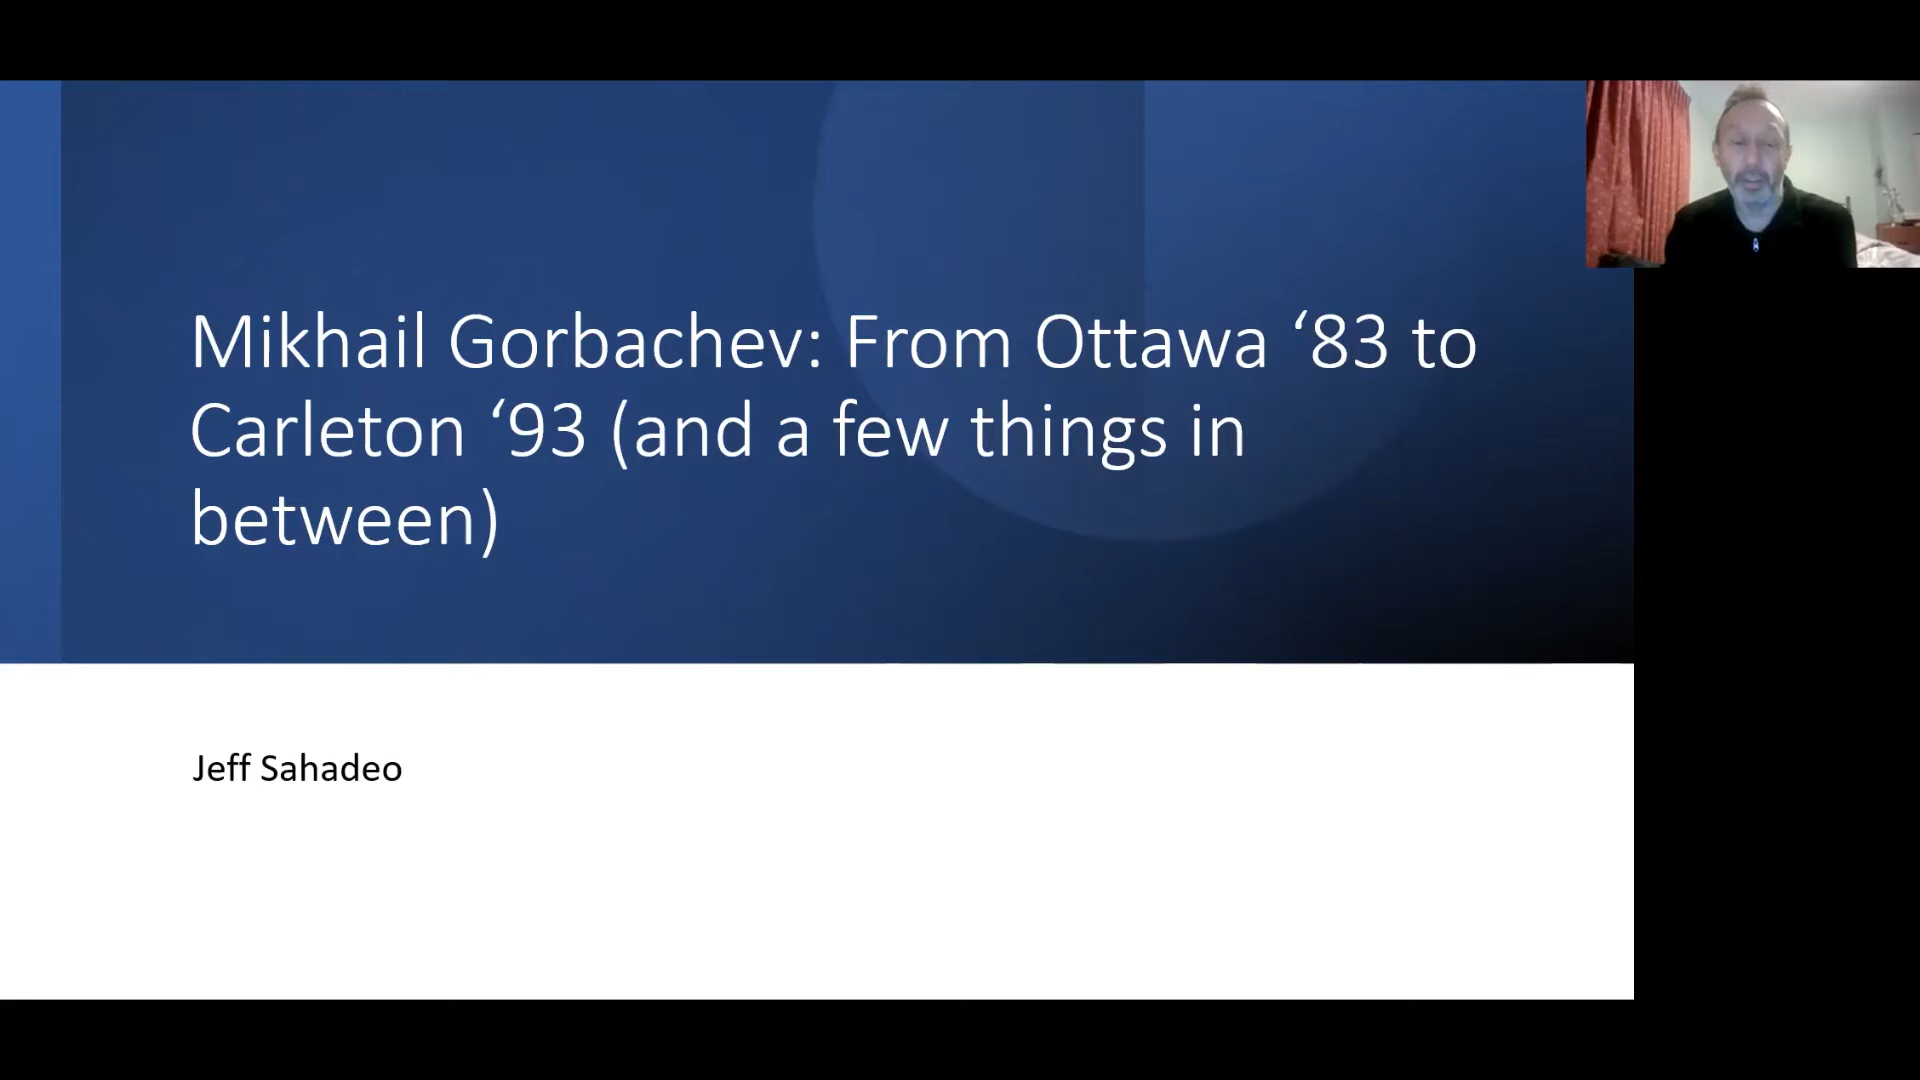 Mikhail Gorbachev: From Ottawa ‘83 to
Carleton ‘93 (and a few things in
between)
Jeff Sahadeo